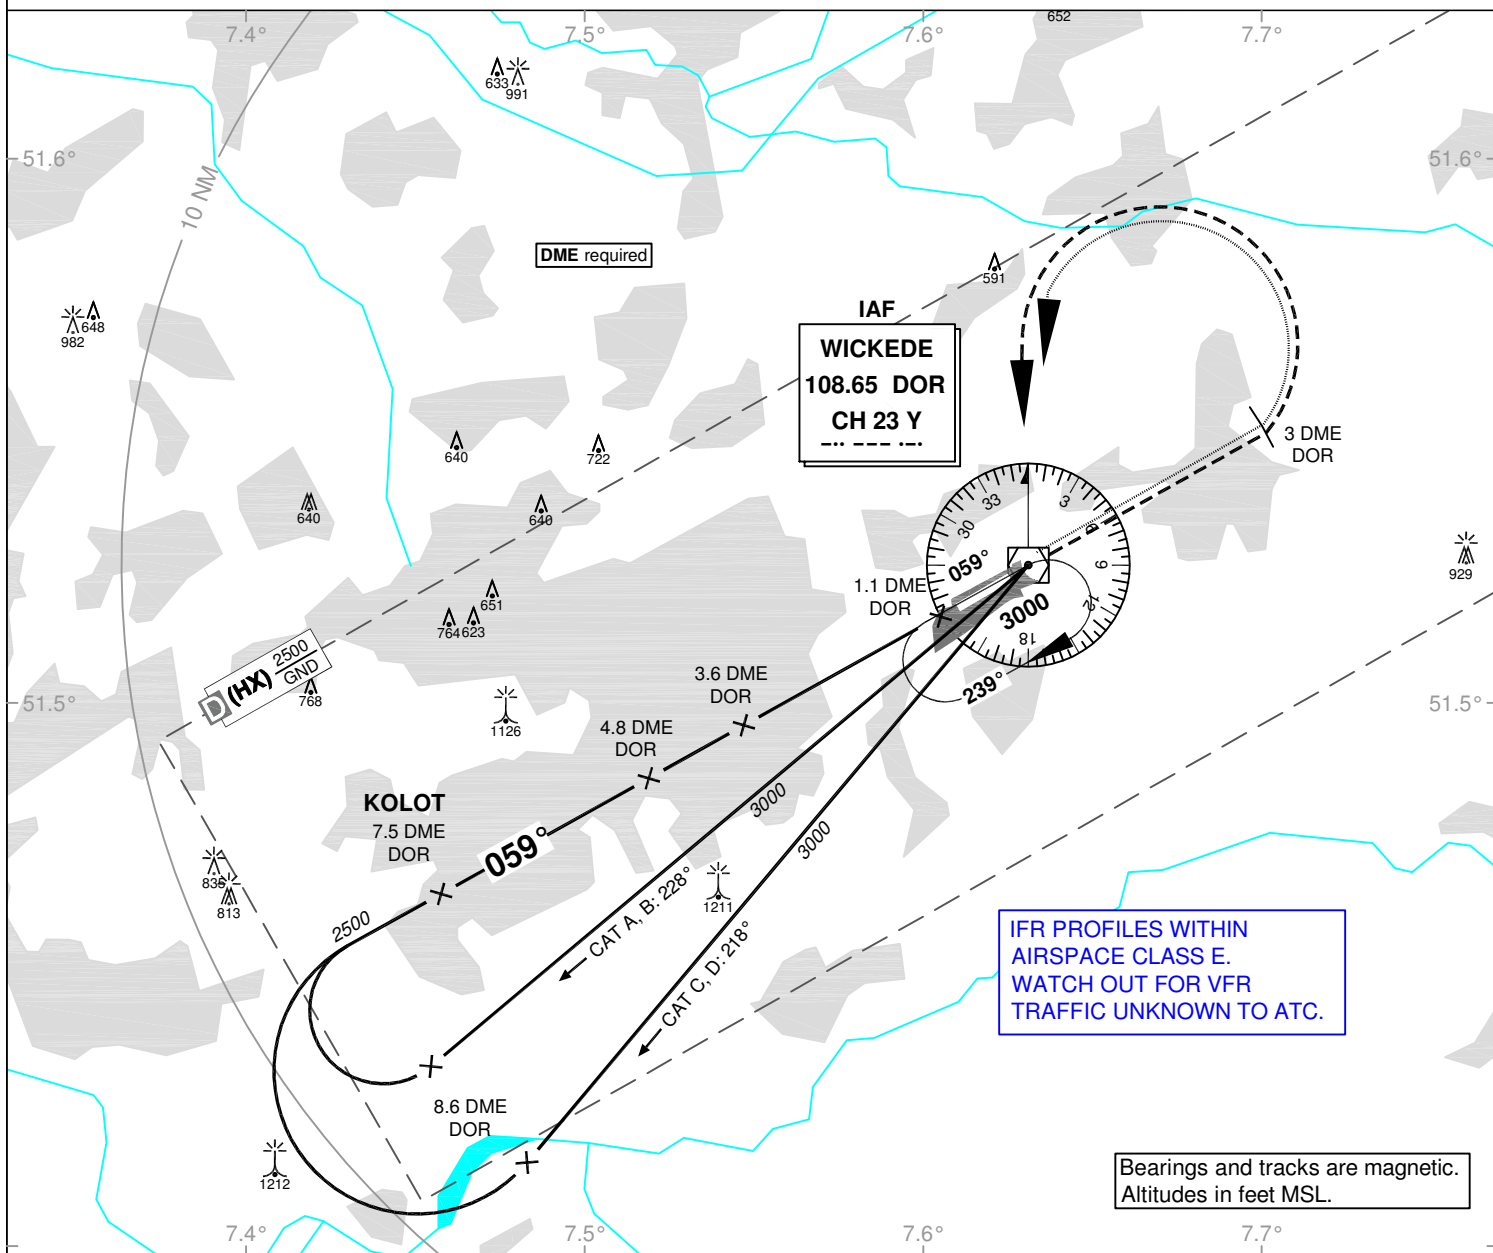 652
7.4°
7.5°
7.6°
7.7°
633
991
51.6°
51.6°
10 NM
DME required
591
648
982
IAF
WICKEDE
108.65 DOR
CH 23 Y
3 DME
DOR
640
722
640
640
33
3
30
6
9
12
18
059°
3000
239°
929
1.1 DME
DOR
651
764
623
D (HX) 2500
GND
768
3.6 DME
DOR
51.5°
51.5°
1126
4.8 DME
DOR
KOLOT
7.5 DME
DOR
059°
3000
3000
835
813
1211
2500
CAT A, B: 228°
CAT C, D: 218°
IFR PROFILES WITHIN
AIRSPACE CLASS E.
WATCH OUT FOR VFR
TRAFFIC UNKNOWN TO ATC.
8.6 DME
DOR
1212
Bearings and tracks are magnetic.
Altitudes in feet MSL.
7.4°
7.5°
7.6°
7.7°